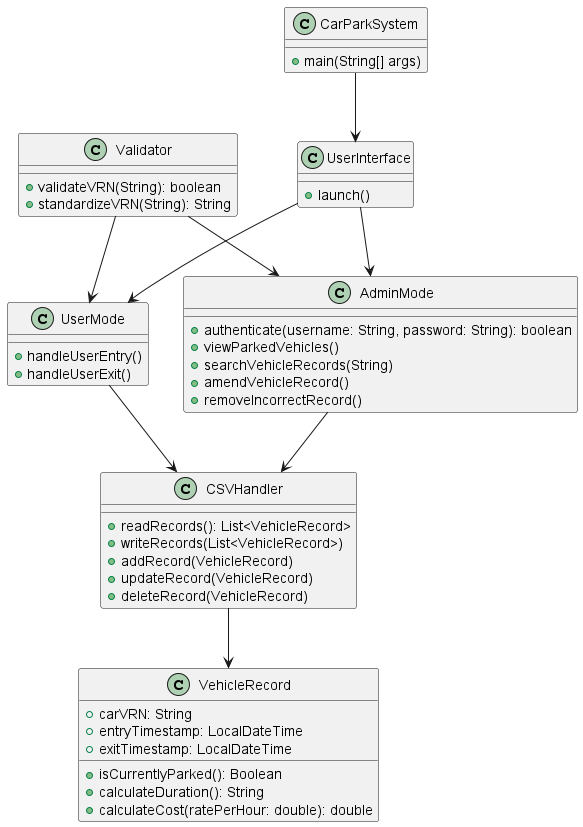 C CarParkSystem
main(String[] args)
C Validator
validateVRN(String): boolean
standardizeVRN(String): String
C UserInterface
launch()
C UserMode
handleUserEntry()
handleUserExit()
C AdminMode
authenticate(username: String, password: String): boolean
viewParkedVehicles()
searchVehicleRecords(String)
amendVehicleRecord()
removeIncorrectRecord()
C CSVHandler
readRecords(): List<VehicleRecord>
writeRecords(List<VehicleRecord>)
addRecord(VehicleRecord)
updateRecord(VehicleRecord)
deleteRecord(VehicleRecord)
C VehicleRecord
carVRN: String
entryTimestamp: LocalDateTime
exitTimestamp: LocalDateTime
isCurrentlyParked(): Boolean
calculateDuration(): String
calculateCost(ratePerHour: double): double